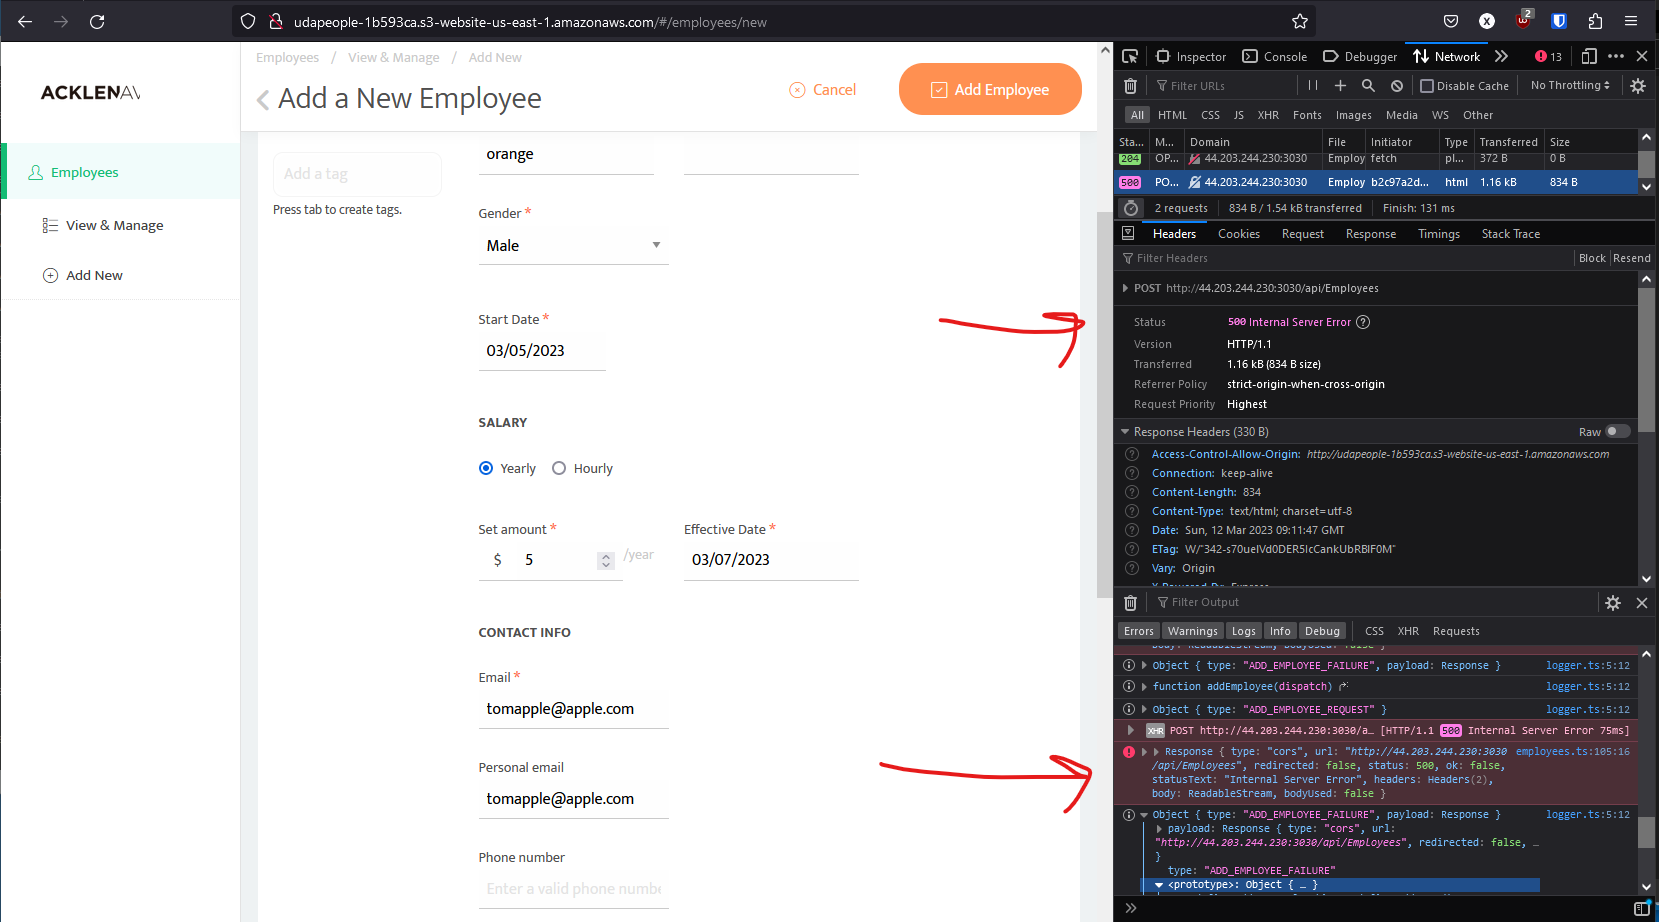 udapeople-1b593ca.s3-website-us-east-1.amazonaws.com/#/employees/new
2
ACKLENAV
Employees
View & Manage
Add New
Employees / View & Manage / Add New
Add a New Employee
Cancel
Add Employee
Add a tag
Press tab to create tags.
orange
Gender *
Male
Start Date *
03/05/2023
SALARY
Yearly Hourly
Set amount * Effective Date *
$ 5 /year 03/07/2023
CONTACT INFO
Email *
tomapple@apple.com
Personal email
tomapple@apple.com
Phone number
Enter a valid phone numbe
Inspector Console Debugger Network 13
Filter URLs Disable Cache No Throttling
All HTML CSS JS XHR Fonts Images Media WS Other
Sta... M... Domain File Initiator Type Transferred Size
204 OP... 44.203.244.230:3030 Employ fetch pl... 372 B 0 B
500 PO... 44.203.244.230:3030 Employ b2c97a2d... html 1.16 kB 834 B
2 requests 834 B / 1.54 kB transferred Finish: 131 ms
Headers Cookies Request Response Timings Stack Trace
Filter Headers Block Resend
POST http://44.203.244.230:3030/api/Employees
Status 500 Internal Server Error
Version HTTP/1.1
Transferred 1.16 kB (834 B size)
Referrer Policy strict-origin-when-cross-origin
Request Priority Highest
Response Headers (330 B) Raw
Access-Control-Allow-Origin: http://udapeople-1b593ca.s3-website-us-east-1.amazonaws.com
Connection: keep-alive
Content-Length: 834
Content-Type: text/html; charset=utf-8
Date: Sun, 12 Mar 2023 09:11:47 GMT
ETag:
Vary: Origin
X-Powered-By: Express
Filter Output
Errors Warnings Logs Info Debug CSS XHR Requests
body: ReadableStream, bodyUsed: false }
Object { type: "ADD_EMPLOYEE_FAILURE", payload: Response } logger.ts:5:12
function addEmployee(dispatch) logger.ts:5:12
Object { type: "ADD_EMPLOYEE_REQUEST" } logger.ts:5:12
XHR POST http://44.203.244.230:3030/a… [HTTP/1.1 500 Internal Server Error 75ms]
Response { type: "cors", url: "http://44.203.244.230:3030 employees.ts:105:16
/api/Employees", redirected: false, status: 500, ok: false,
statusText: "Internal Server Error", headers: Headers(2),
body: ReadableStream, bodyUsed: false }
Object { type: "ADD_EMPLOYEE_FAILURE", payload: Response } logger.ts:5:12
payload: Response { type: "cors", url:
"http://44.203.244.230:3030/api/Employees", redirected: false, …
}
type: "ADD_EMPLOYEE_FAILURE"
<prototype>: Object { … }